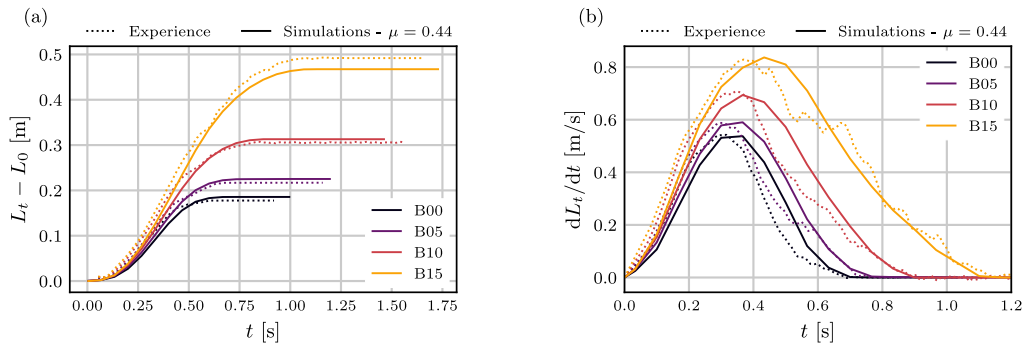 (a)
Experience Simulations - μ = 0.44
0.5
0.4
0.3
0.2
0.1
0.0
L_t − L_0 [m]
B00
B05
B10
B15
0.00 0.25 0.50 0.75 1.00 1.25 1.50 1.75
t [s]
(b)
Experience Simulations - μ = 0.44
0.8
0.6
0.4
0.2
0.0
dL_t/dt [m/s]
B00
B05
B10
B15
0.0 0.2 0.4 0.6 0.8 1.0 1.2
t [s]